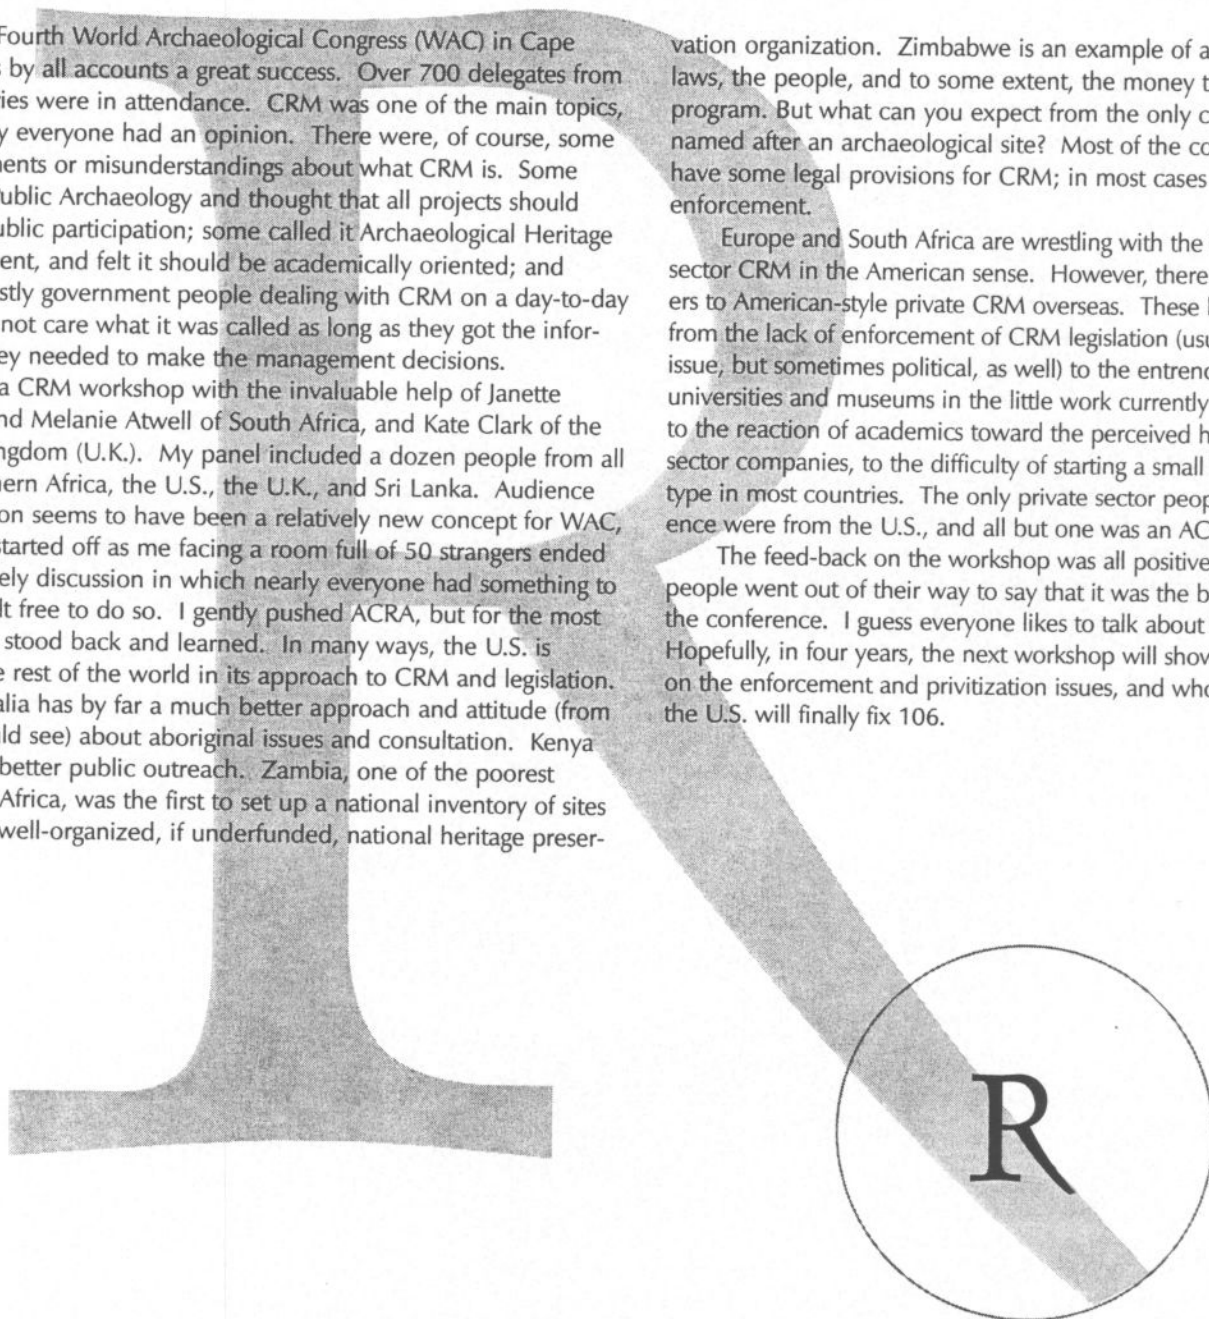 Fourth World Archaeological Congress (WAC) in Cape
by all accounts a great success. Over 700 delegates from
ries were in attendance. CRM was one of the main topics,
y everyone had an opinion. There were, of course, some
ents or misunderstandings about what CRM is. Some
ublic Archaeology and thought that all projects should
ublic participation; some called it Archaeological Heritage
ent, and felt it should be academically oriented; and
stly government people dealing with CRM on a day-to-day
not care what it was called as long as they got the infor-
ey needed to make the management decisions.
a CRM workshop with the invaluable help of Janette
nd Melanie Atwell of South Africa, and Kate Clark of the
ngdom (U.K.). My panel included a dozen people from all
hern Africa, the U.S., the U.K., and Sri Lanka. Audience
on seems to have been a relatively new concept for WAC,
started off as me facing a room full of 50 strangers ended
ely discussion in which nearly everyone had something to
lt free to do so. I gently pushed ACRA, but for the most
stood back and learned. In many ways, the U.S. is
e rest of the world in its approach to CRM and legislation.
alia has by far a much better approach and attitude (from
ld see) about aboriginal issues and consultation. Kenya
better public outreach. Zambia, one of the poorest
Africa, was the first to set up a national inventory of sites
well-organized, if underfunded, national heritage preser-
vation organization. Zimbabwe is an example of a
laws, the people, and to some extent, the money t
program. But what can you expect from the only c
named after an archaeological site? Most of the co
have some legal provisions for CRM; in most cases
enforcement.
Europe and South Africa are wrestling with the
sector CRM in the American sense. However, there
ers to American-style private CRM overseas. These
from the lack of enforcement of CRM legislation (usu
issue, but sometimes political, as well) to the entrenc
universities and museums in the little work currently
to the reaction of academics toward the perceived h
sector companies, to the difficulty of starting a small
type in most countries. The only private sector peop
ence were from the U.S., and all but one was an AC
The feed-back on the workshop was all positive
people went out of their way to say that it was the b
the conference. I guess everyone likes to talk about
Hopefully, in four years, the next workshop will show
on the enforcement and privitization issues, and who
the U.S. will finally fix 106.
R
R